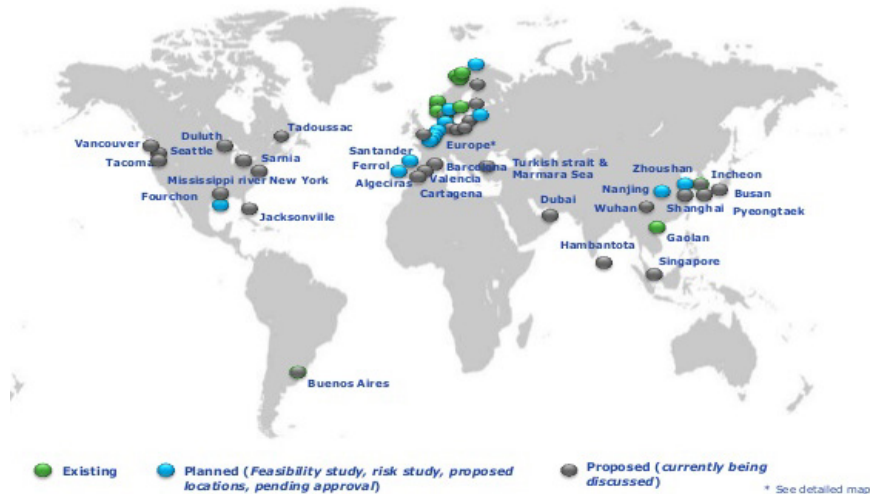 Tadoussac
Duluth
Vancouver
Seattle
Tacoma
Sarnia
Mississippi river New York
Fourchon
Jacksonville
Buenos Aires
Europe*
Santander
Ferrol
Algeciras
Barcelona
Valencia
Cartagena
Turkish strait &
Marmara Sea
Dubai
Hambantota
Zhoushan
Incheon
Nanjing
Busan
Wuhan
Shanghai
Pyeongtaek
Gaolan
Singapore
Existing
Planned (Feasibility study, risk study, proposed
locations, pending approval)
Proposed (currently being
discussed)
* See detailed map